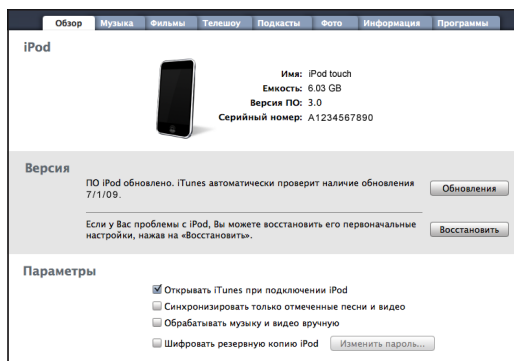 Обзор Музыка Фильмы Телешоу Подкасты Фото Информация Программы
iPod
Имя: iPod touch
Емкость: 6.03 GB
Версия ПО: 3.0
Серийный номер: A1234567890
Версия
ПО iPod обновлено. iTunes автоматически проверит наличие обновления
7/1/09.
Обновления
Если у Вас проблемы с iPod, Вы можете восстановить его первоначальные
настройки, нажав на «Восстановить».
Восстановить
Параметры
Открывать iTunes при подключении iPod
Синхронизировать только отмеченные песни и видео
Обрабатывать музыку и видео вручную
Шифровать резервную копию iPod Изменить пароль...